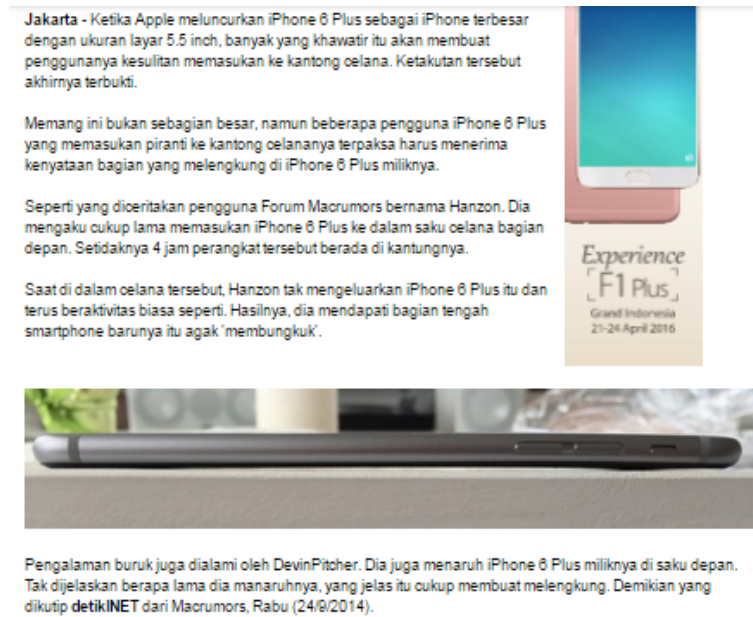 Jakarta - Ketika Apple meluncurkan iPhone 6 Plus sebagai iPhone terbesar
dengan ukuran layar 5.5 inch, banyak yang khawatir itu akan membuat
penggunanya kesulitan memasukan ke kantong celana. Ketakutan tersebut
akhirnya terbukti.
Memang ini bukan sebagian besar, namun beberapa pengguna iPhone 6 Plus
yang memasukan piranti ke kantong celananya terpaksa harus menerima
kenyataan bagian yang melengkung di iPhone 6 Plus miliknya.
Seperti yang diceritakan pengguna Forum Macrumors bernama Hanzon. Dia
mengaku cukup lama memasukan iPhone 6 Plus ke dalam saku celana bagian
depan. Setidaknya 4 jam perangkat tersebut berada di kantungnya.
Saat di dalam celana tersebut, Hanzon tak mengeluarkan iPhone 6 Plus itu dan
terus beraktivitas biasa seperti. Hasilnya, dia mendapati bagian tengah
smartphone barunya itu agak 'membungkuk'.
Experience
F1 Plus
Grand Indonesia
21-24 April 2016
Pengalaman buruk juga dialami oleh DevinPitcher. Dia juga menaruh iPhone 6 Plus miliknya di saku depan.
Tak dijelaskan berapa lama dia manaruhnya, yang jelas itu cukup membuat melengkung. Demikian yang
dikutip detikINET dari Macrumors, Rabu (24/9/2014).